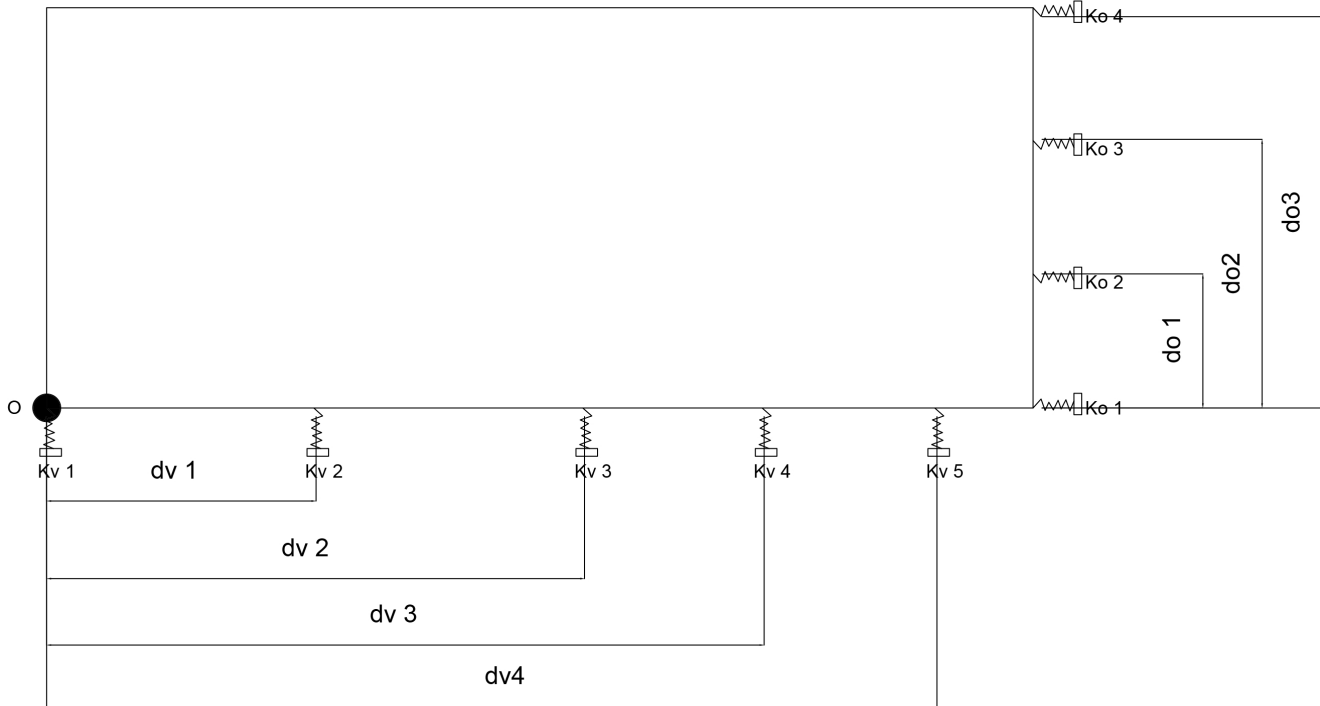 Ko 4
Ko 3
do3
do2
Ko 2
do 1
O
Ko 1
Kv 1
dv 1
Kv 2
Kv 3
Kv 4
Kv 5
dv 2
dv 3
dv4